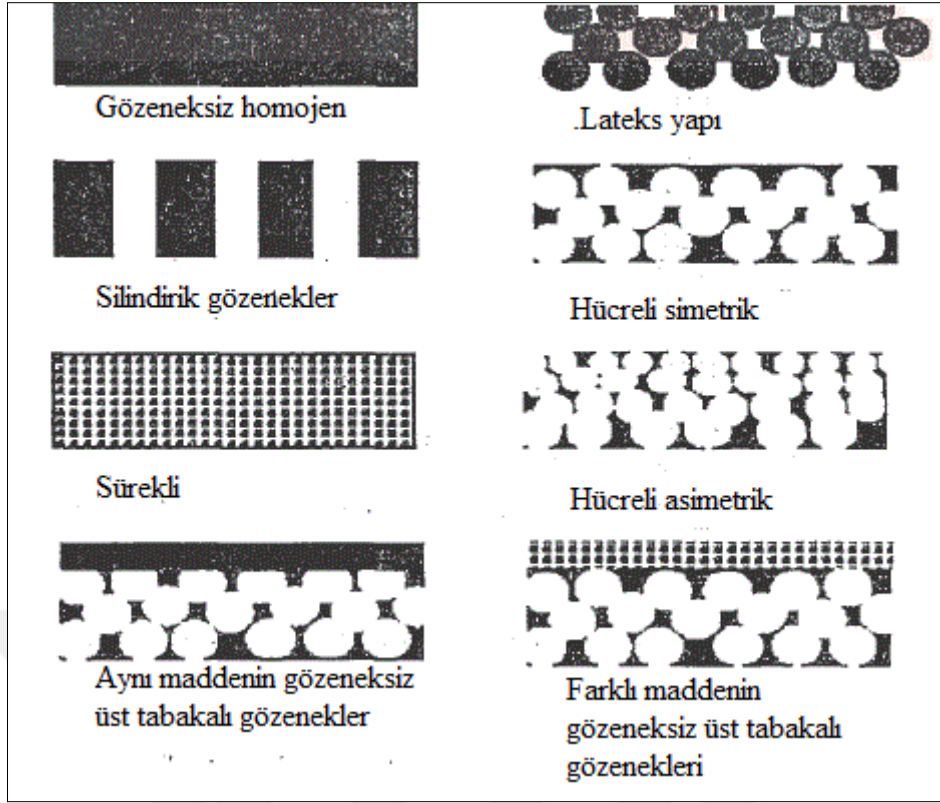 Gözeneksiz homojen
.Lateks yapı
Silindirik gözenekler
Hücreli simetrik
Sürekli
Hücreli asimetrik
Aynı maddenin gözeneksiz
üst tabakalı gözenekler
Farklı maddenin
gözeneksiz üst tabakalı
gözenekleri